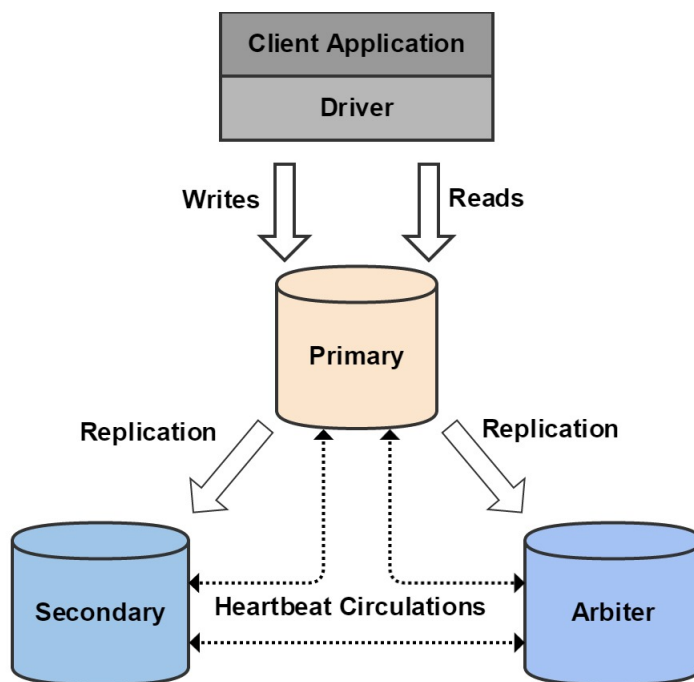 Client Application
Driver
Writes
Reads
Primary
Replication
Replication
Secondary
Heartbeat Circulations
Arbiter